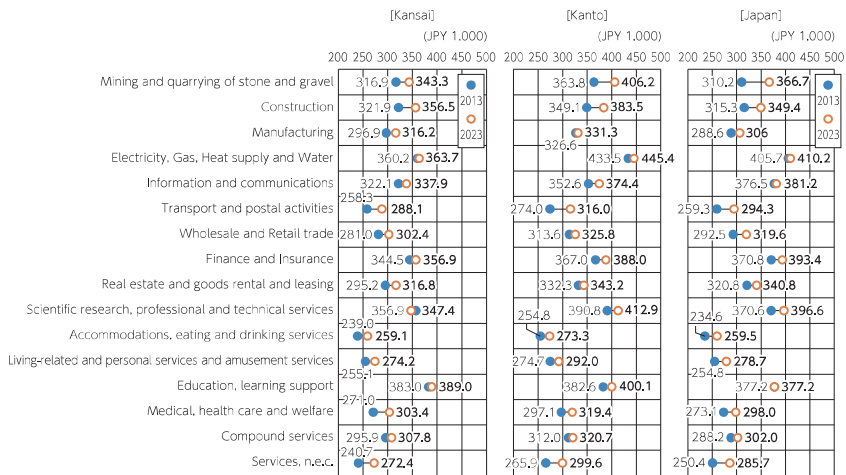 [Kansai] [Kanto] [Japan]
(JPY 1,000) (JPY 1,000) (JPY 1,000)
200 250 300 350 400 450 500 200 250 300 350 400 450 500 200 250 300 350 400 450 500
Mining and quarrying of stone and gravel 316.9 343.3 363.8 406.2 310.2 366.7
2013 2013
Construction 321.9 356.5 349.1 383.5 315.3 349.4
2023 2023
Manufacturing 296.9 316.2 326.6 331.3 288.6 306
Electricity, Gas, Heat supply and Water 360.2 363.7 433.5 445.4 405.7 410.2
Information and communications 322.1 337.9 352.6 374.4 376.5 381.2
Transport and postal activities 258.3 288.1 274.0 316.0 259.3 294.3
Wholesale and Retail trade 281.0 302.4 313.6 325.8 292.5 319.6
Finance and Insurance 344.5 356.9 367.0 388.0 370.8 393.4
Real estate and goods rental and leasing 295.2 316.8 332.3 343.2 320.8 340.8
Scientific research, professional and technical services 356.9 347.4 390.8 412.9 370.6 396.6
Accommodations, eating and drinking services 239.0 259.1 254.8 273.3 234.6 259.5
Living-related and personal services and amusement services 255.1 274.2 274.7 292.0 254.8 278.7
Education, learning support 383.0 389.0 382.6 400.1 377.2 377.2
Medical, health care and welfare 271.0 303.4 297.1 319.4 273.1 298.0
Compound services 295.9 307.8 312.0 320.7 288.2 302.0
Services, n.e.c. 240.7 272.4 265.9 299.6 250.4 285.7